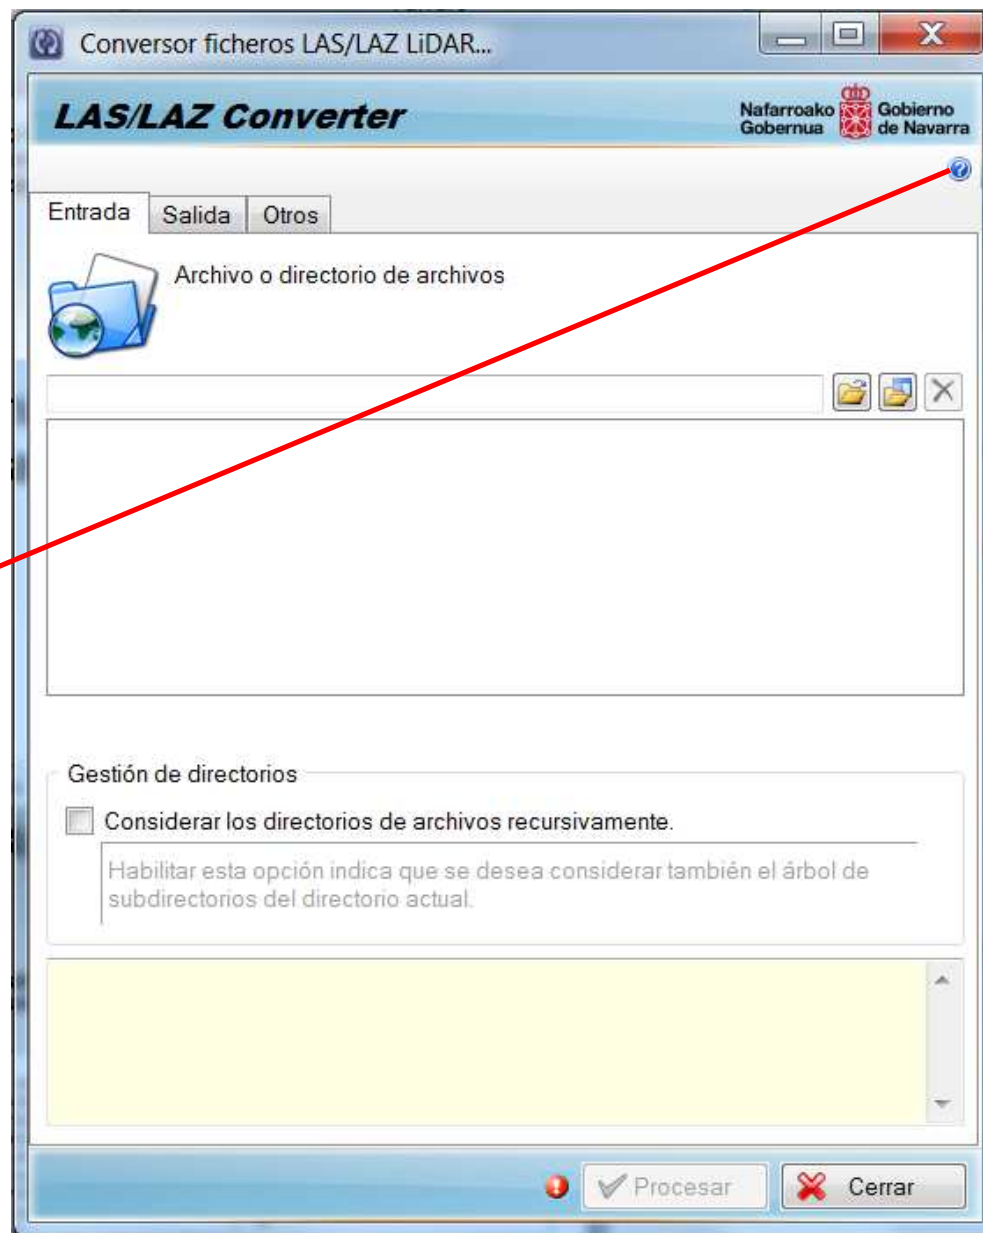 Conversor ficheros LAS/LAZ LiDAR...
LAS/LAZ Converter
Nafarroako Gobernua
Gobierno de Navarra
Entrada
Salida
Otros
Archivo o directorio de archivos
Gestión de directorios
Considerar los directorios de archivos recursivamente.
Habilitar esta opción indica que se desea considerar también el árbol de
subdirectorios del directorio actual.
Procesar
Cerrar